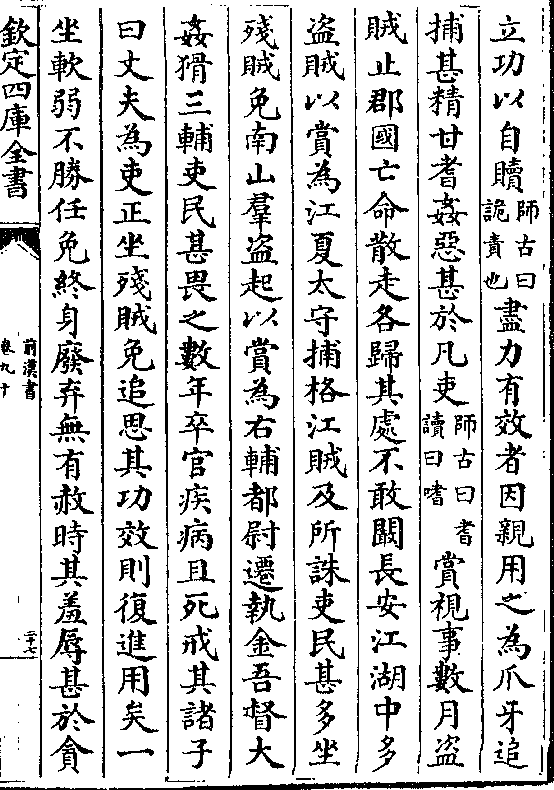 立功以自贖師古曰詭責也盡力有效者因親用之為爪牙追
捕甚精甘耆姦惡甚於凡吏師古曰耆讀曰嗜賞視事數月盜
賊止郡國亡命散走各歸其處不敢闚長安江湖中多
盜賊以賞為江夏太守捕格江賊及所誅吏民甚多坐
殘賊免南山羣盜起以賞為右輔都尉遷執金吾督大
姦猾三輔吏民甚畏之數年卒官疾病且死戒其諸子
曰丈夫為吏正坐殘賊免追思其功效則復進用矣一
坐軟弱不勝任免終身廢弃無有赦時其羞辱甚於貪
欽定四庫全書
前漢書
卷九十
二十七